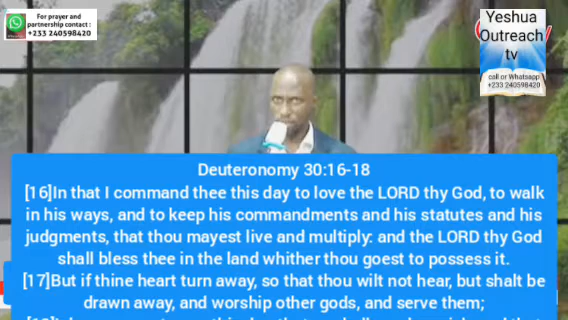 For prayer and
partnership contact :
+233 240598420
Yeshua
Outreach
tv
call or Whatsapp
+233 240598420
Deuteronomy 30:16-18
[16]In that I command thee this day to love the LORD thy God, to walk
in his ways, and to keep his commandments and his statutes and his
judgments, that thou mayest live and multiply: and the LORD thy God
shall bless thee in the land whither thou goest to possess it.
[17]But if thine heart turn away, so that thou wilt not hear, but shalt be
drawn away, and worship other gods, and serve them;